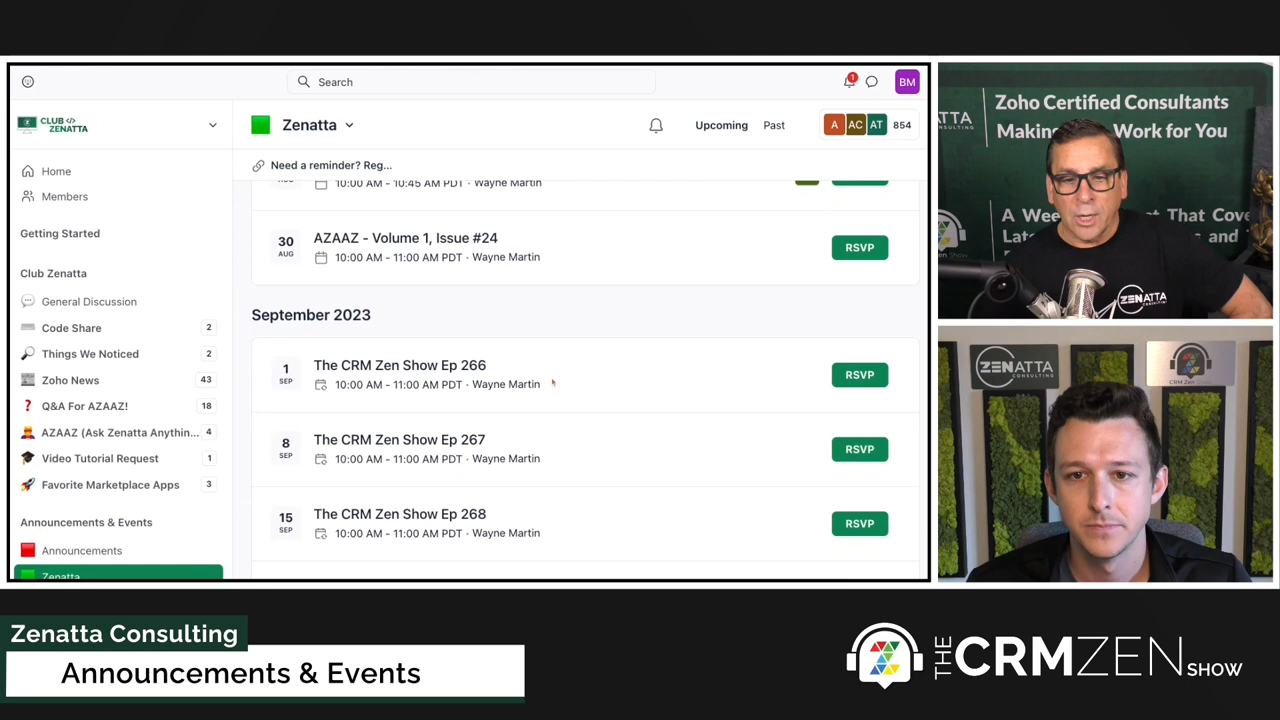 Search
1
BM
CLUB </>
ZENATTA
Zenatta
Upcoming
Past
A
AC
AT
854
Need a reminder? Reg...
Home
Members
Getting Started
Club Zenatta
General Discussion
Code Share
2
Things We Noticed
2
Zoho News
43
Q&A For AZAAZ!
18
AZAAZ (Ask Zenatta Anythin...
4
Video Tutorial Request
1
Favorite Marketplace Apps
3
Announcements & Events
Announcements
Zenatta
10:00 AM - 10:45 AM PDT · Wayne Martin
30
AUG
AZAAZ - Volume 1, Issue #24
10:00 AM - 11:00 AM PDT · Wayne Martin
RSVP
September 2023
1
SEP
The CRM Zen Show Ep 266
10:00 AM - 11:00 AM PDT · Wayne Martin
RSVP
8
SEP
The CRM Zen Show Ep 267
10:00 AM - 11:00 AM PDT · Wayne Martin
RSVP
15
SEP
The CRM Zen Show Ep 268
10:00 AM - 11:00 AM PDT · Wayne Martin
RSVP
Zoho Certified Consultants
Work for You
ZENATTA
CONSULTING
ZENATTA
CONSULTING
CRM Zen Show
Zenatta Consulting
Announcements & Events
THE CRMZEN SHOW